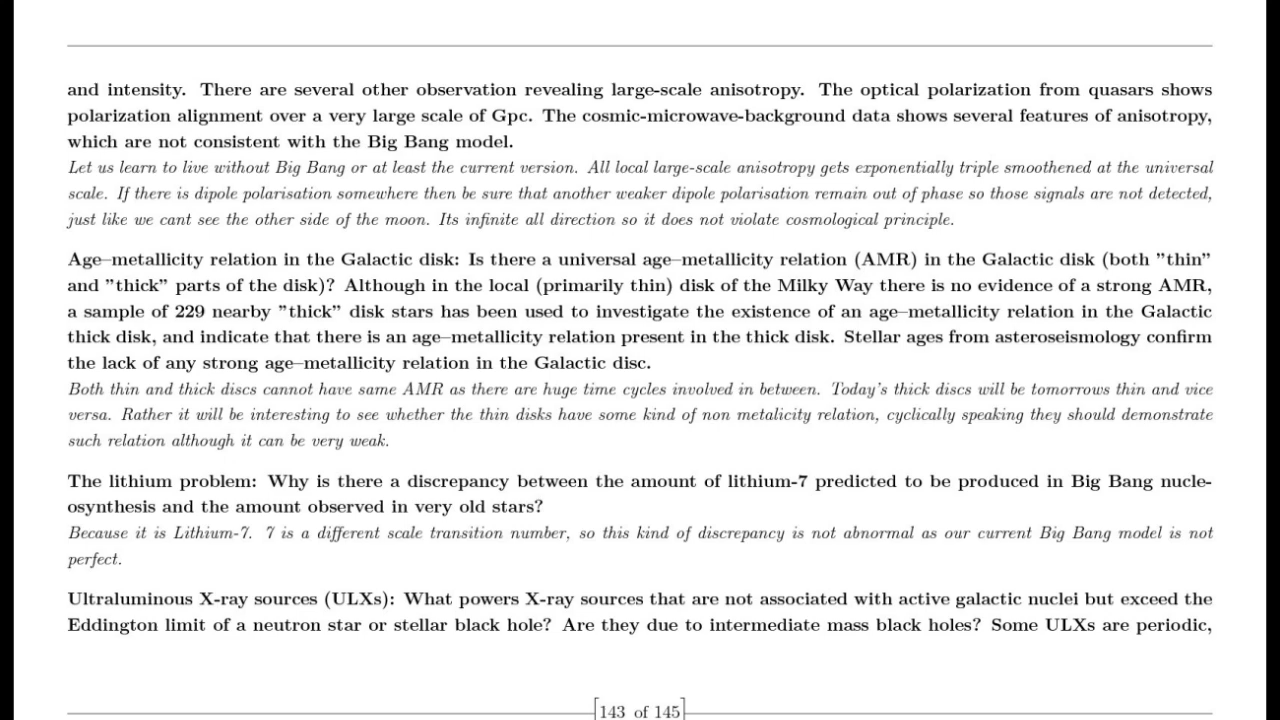 and intensity. There are several other observation revealing large-scale anisotropy. The optical polarization from quasars shows
polarization alignment over a very large scale of Gpc. The cosmic-microwave-background data shows several features of anisotropy,
which are not consistent with the Big Bang model.
Let us learn to live without Big Bang or at least the current version. All local large-scale anisotropy gets exponentially triple smoothened at the universal
scale. If there is dipole polarisation somewhere then be sure that another weaker dipole polarisation remain out of phase so those signals are not detected,
just like we cant see the other side of the moon. Its infinite all direction so it does not violate cosmological principle.
Age–metallicity relation in the Galactic disk: Is there a universal age–metallicity relation (AMR) in the Galactic disk (both ”thin”
and ”thick” parts of the disk)? Although in the local (primarily thin) disk of the Milky Way there is no evidence of a strong AMR,
a sample of 229 nearby ”thick” disk stars has been used to investigate the existence of an age–metallicity relation in the Galactic
thick disk, and indicate that there is an age–metallicity relation present in the thick disk. Stellar ages from asteroseismology confirm
the lack of any strong age–metallicity relation in the Galactic disc.
Both thin and thick discs cannot have same AMR as there are huge time cycles involved in between. Today’s thick discs will be tomorrows thin and vice
versa. Rather it will be interesting to see whether the thin disks have some kind of non metalicity relation, cyclically speaking they should demonstrate
such relation although it can be very weak.
The lithium problem: Why is there a discrepancy between the amount of lithium-7 predicted to be produced in Big Bang nucle-
osynthesis and the amount observed in very old stars?
Because it is Lithium-7. 7 is a different scale transition number, so this kind of discrepancy is not abnormal as our current Big Bang model is not
perfect.
Ultraluminous X-ray sources (ULXs): What powers X-ray sources that are not associated with active galactic nuclei but exceed the
Eddington limit of a neutron star or stellar black hole? Are they due to intermediate mass black holes? Some ULXs are periodic,
[143 of 145]